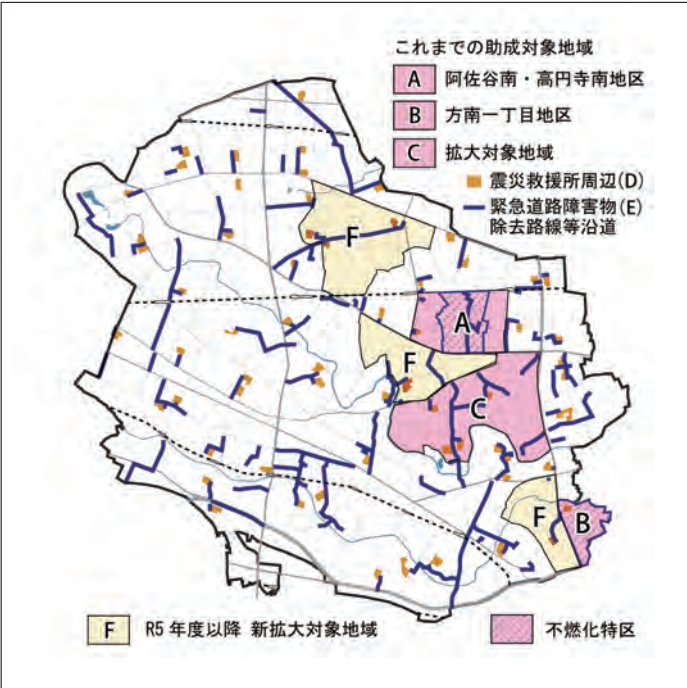 これまでの助成対象地域
A 阿佐谷南・高円寺南地区
B 方南一丁目地区
C 拡大対象地域
震災救援所周辺(D)
緊急道路障害物(E)
除去路線等沿道
F
A
F
C
F
B
F R5年度以降 新拡大対象地域
不燃化特区